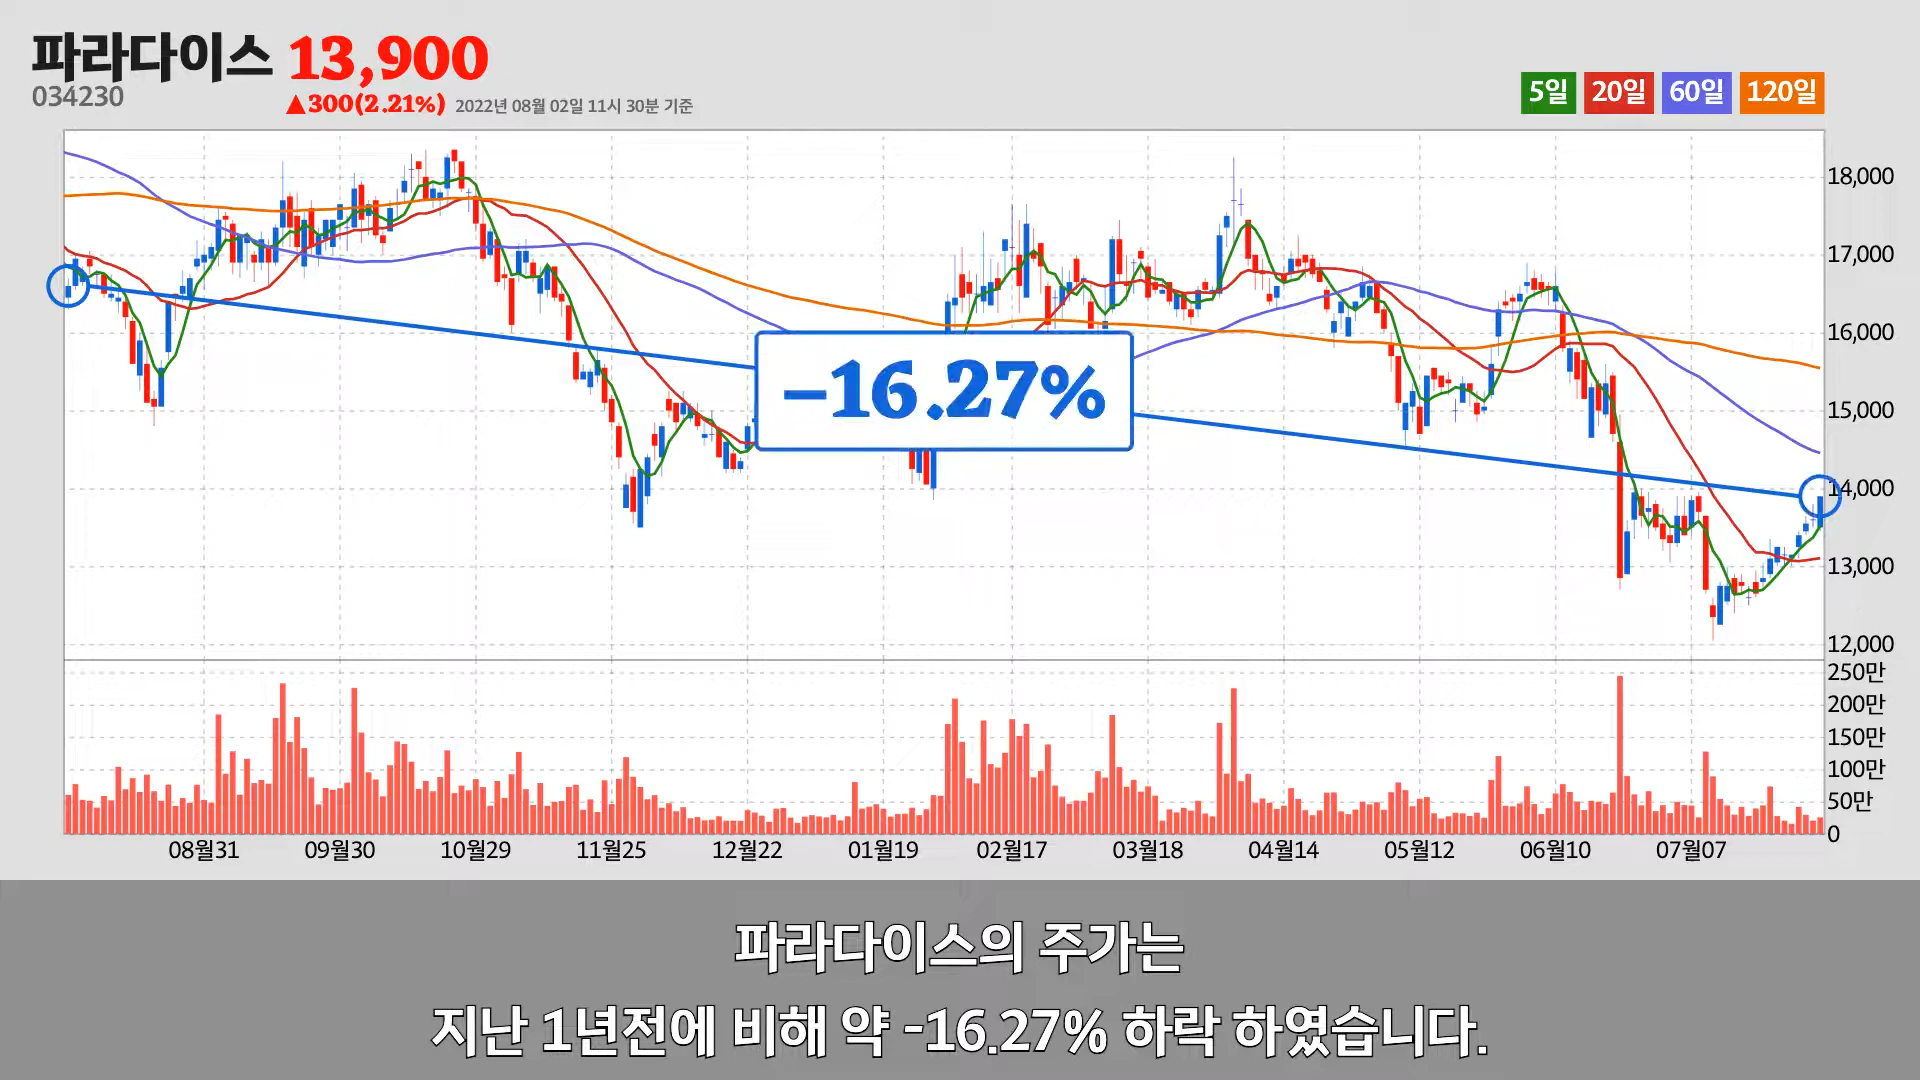 파라다이스 13,900
034230
▲300(2.21%) 2022년 08월 02일 11시 30분 기준
5일 20일 60일 120일
18,000
17,000
16,000
15,000
14,000
13,000
12,000
-16.27%
250만
200만
150만
100만
50만
0
08월31 09월30 10월29 11월25 12월22 01월19 02월17 03월18 04월14 05월12 06월10 07월07
파라다이스의 주가는
지난 1년전에 비해 약 -16.27% 하락 하였습니다.